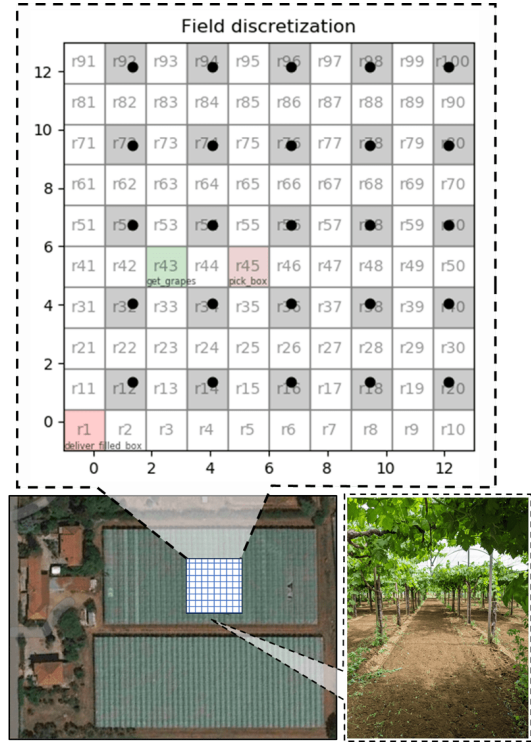 Field discretization
12
r91 r92 r93 r94 r95 r96 r97 r98 r99 r100
r81 r82 r83 r84 r85 r86 r87 r88 r89 r90
10
r71 r73 r75 r77 r79
8
r61 r62 r63 r64 r65 r66 r67 r68 r69 r70
r51 r53 r55 r57 r59
6
r41 r42 r43 r44 r45 r46 r47 r48 r49 r50
get_grapes pick_box
4
r31 r33 r35 r37 r39
r21 r22 r23 r24 r25 r26 r27 r28 r29 r30
2
r11 r12 r13 r14 r15 r16 r17 r18 r19 r20
0
r1 r2 r3 r4 r5 r6 r7 r8 r9 r10
deliver_filled_box
0 2 4 6 8 10 12